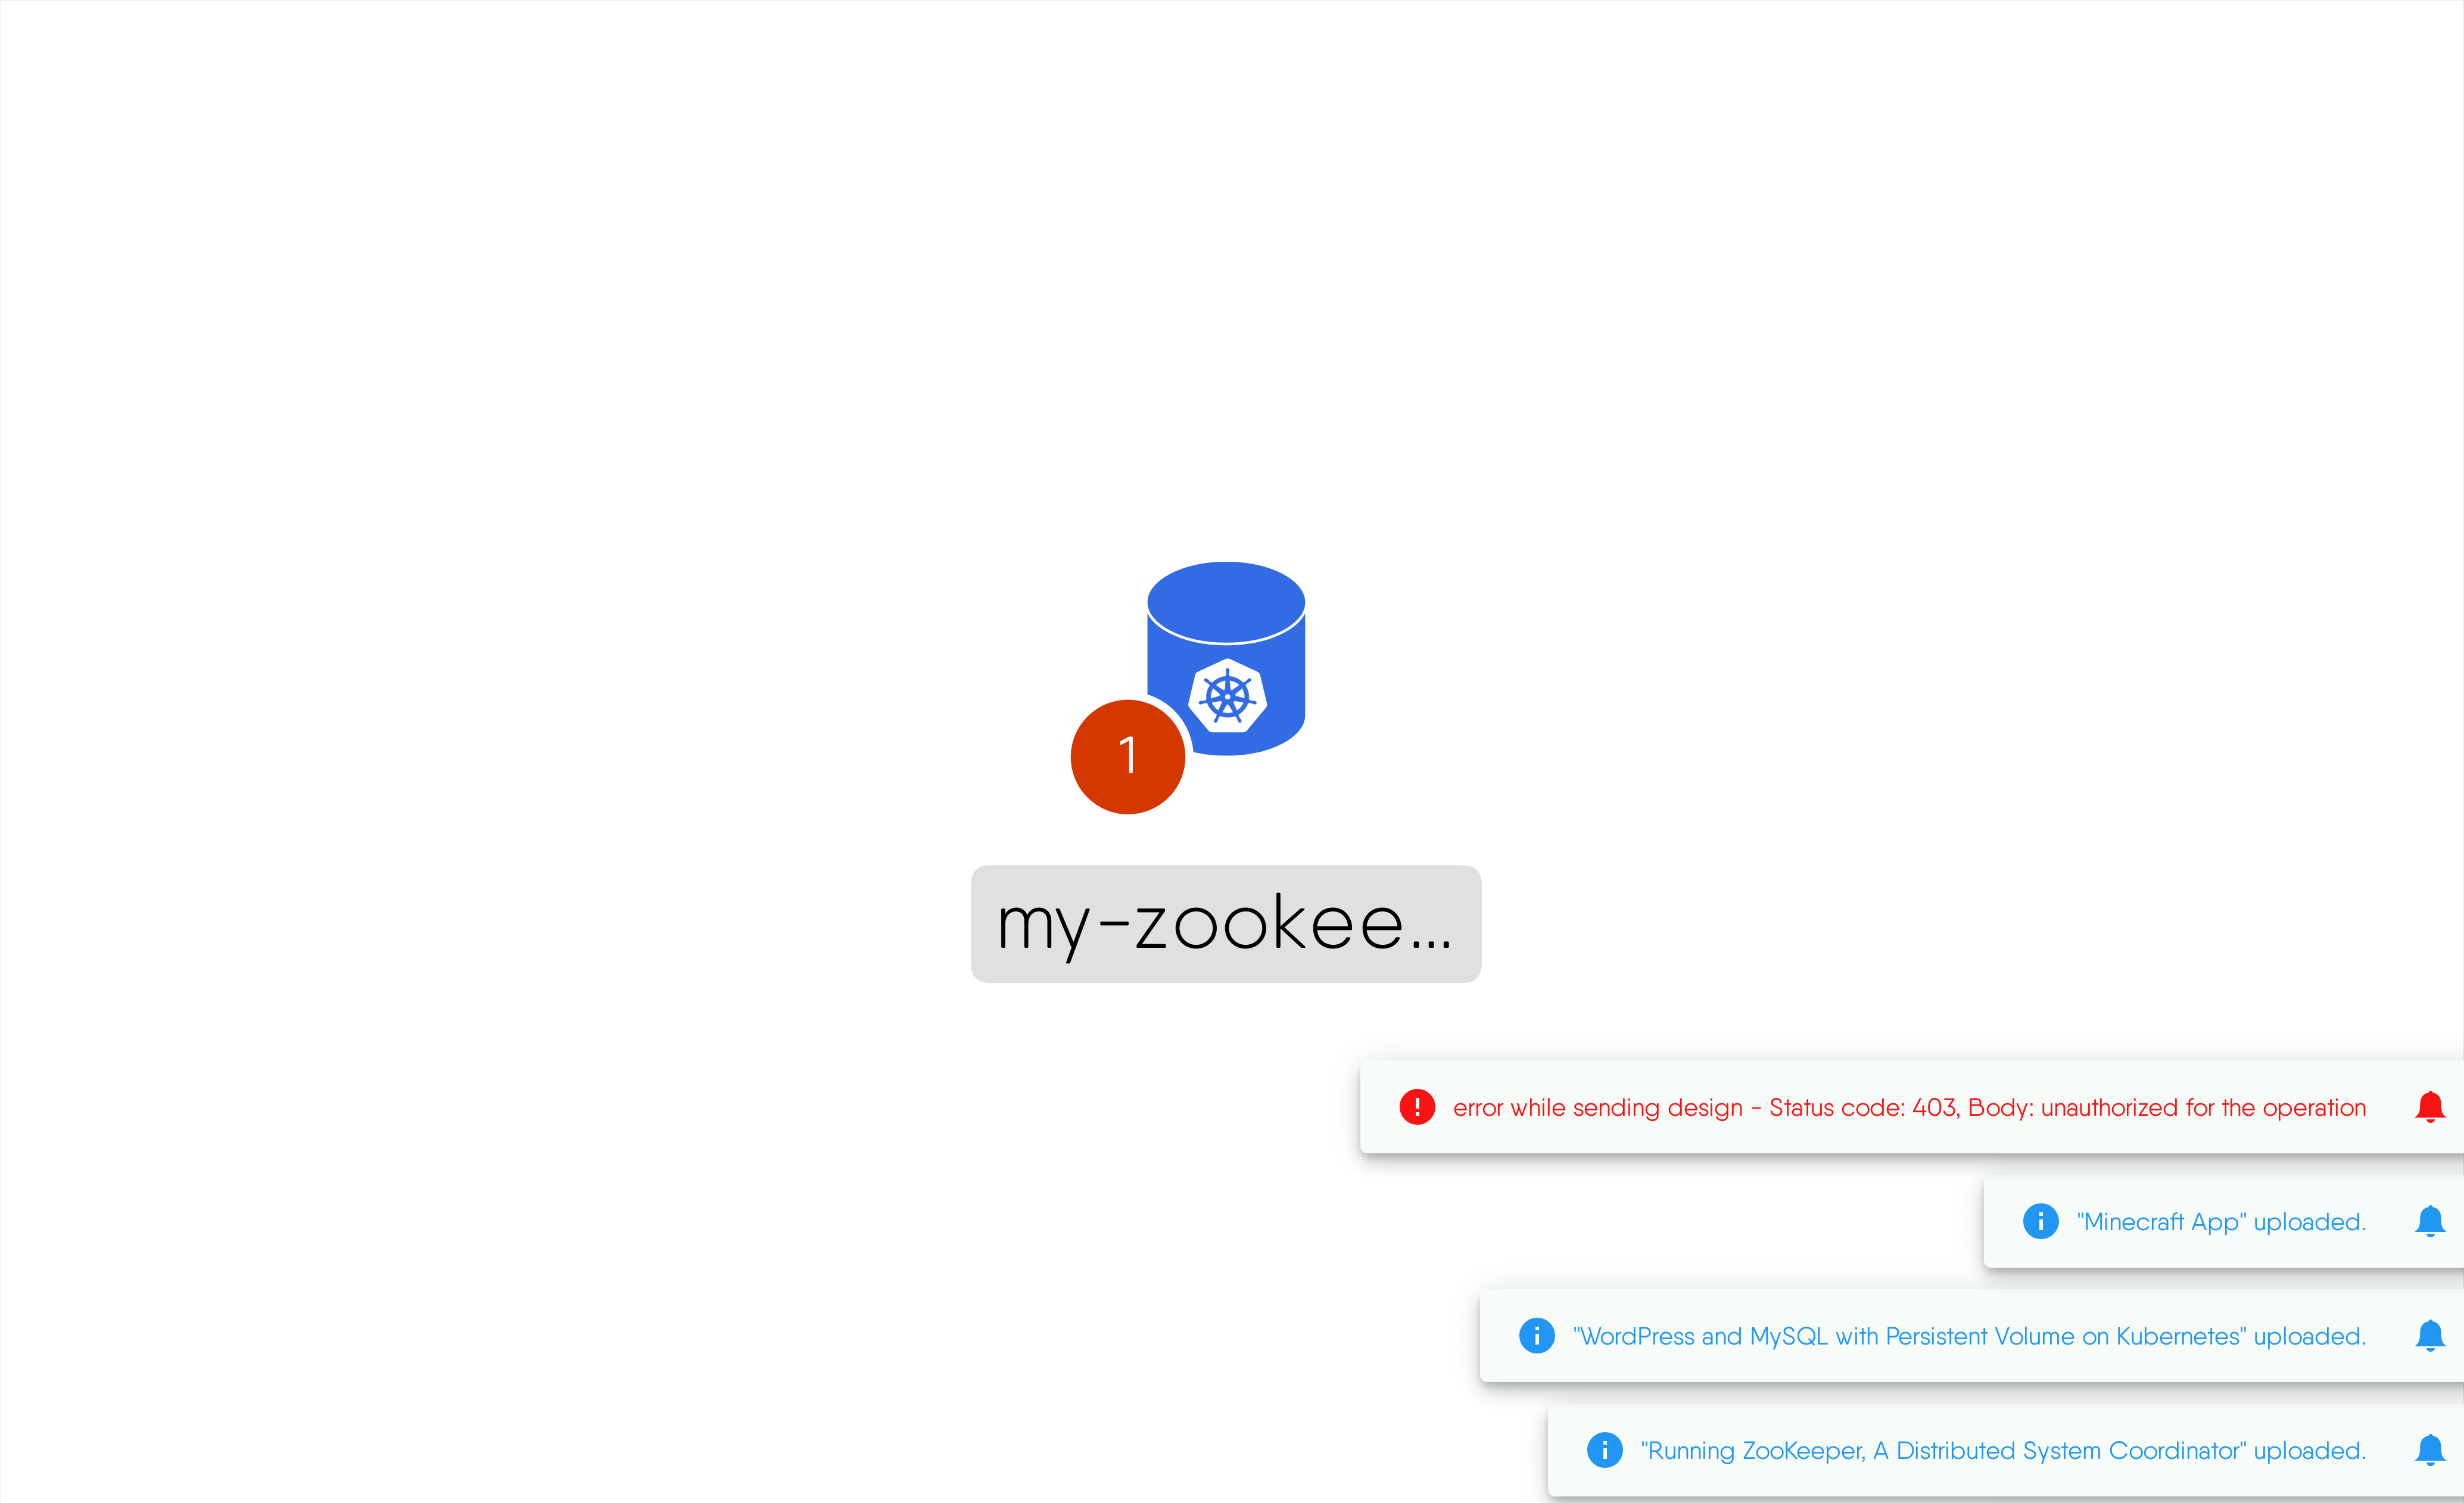 1
my-zookee...
error while sending design - Status code: 403, Body: unauthorized for the operation
"Minecraft App" uploaded.
"WordPress and MySQL with Persistent Volume on Kubernetes" uploaded.
"Running ZooKeeper, A Distributed System Coordinator" uploaded.